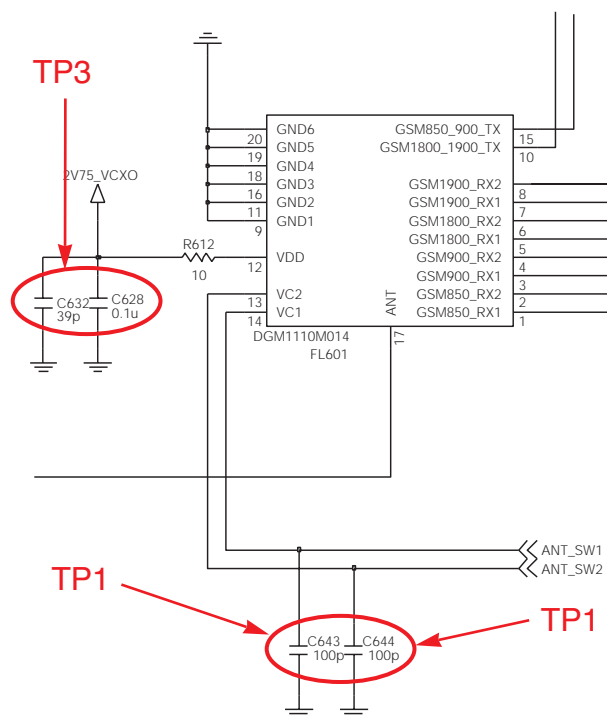 TP3
GND6
GSM850_900_TX
20
15
GND5
GSM1800_1900_TX
19
10
GND4
18
GND3
GSM1900_RX2
16
8
GND2
GSM1900_RX1
11
7
GND1
GSM1800_RX2
9
6
GSM1800_RX1
5
2V75_VCXO
R612
10
VDD
12
GSM900_RX2
4
GSM900_RX1
3
VC2
GSM850_RX2
13
2
VC1
GSM850_RX1
14
1
ANT
17
C632
39p
C628
0.1u
DGM1110M014
FL601
ANT_SW1
ANT_SW2
TP1
TP1
C643
100p
C644
100p